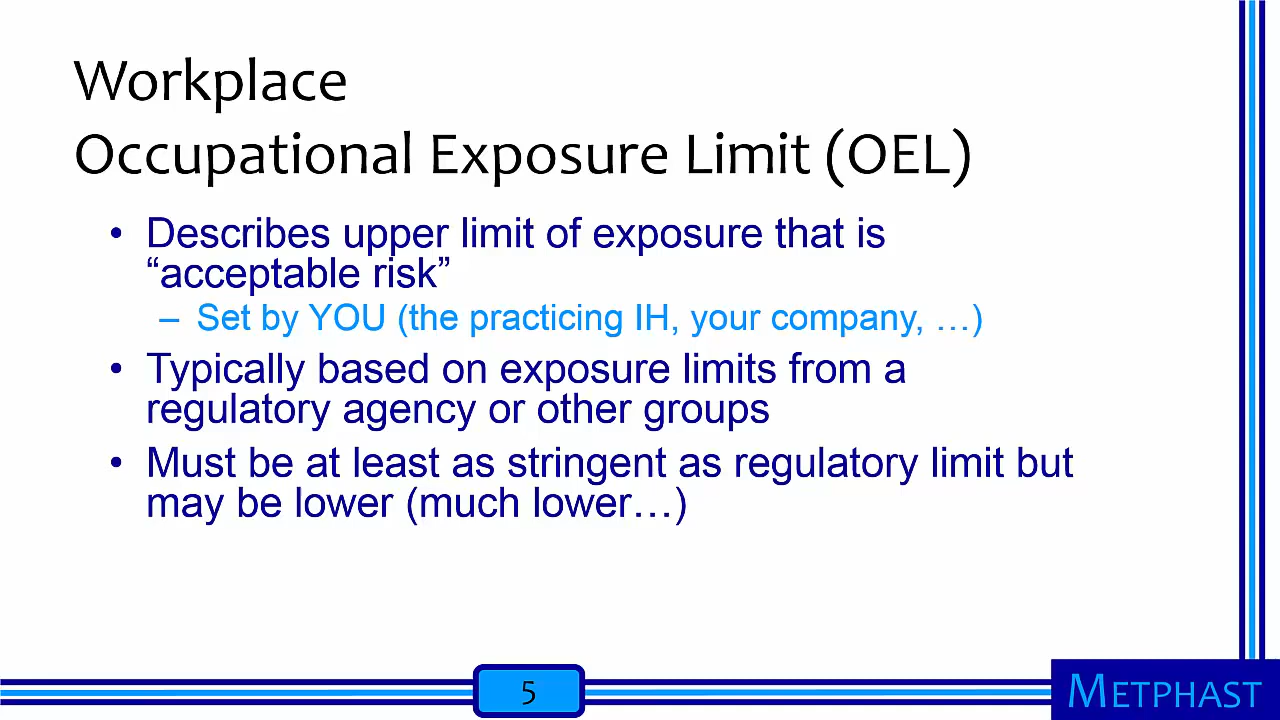 Workplace
Occupational Exposure Limit (OEL)
• Describes upper limit of exposure that is
“acceptable risk”
– Set by YOU (the practicing IH, your company, …)
• Typically based on exposure limits from a
regulatory agency or other groups
• Must be at least as stringent as regulatory limit but
may be lower (much lower…)
5
METPHAST